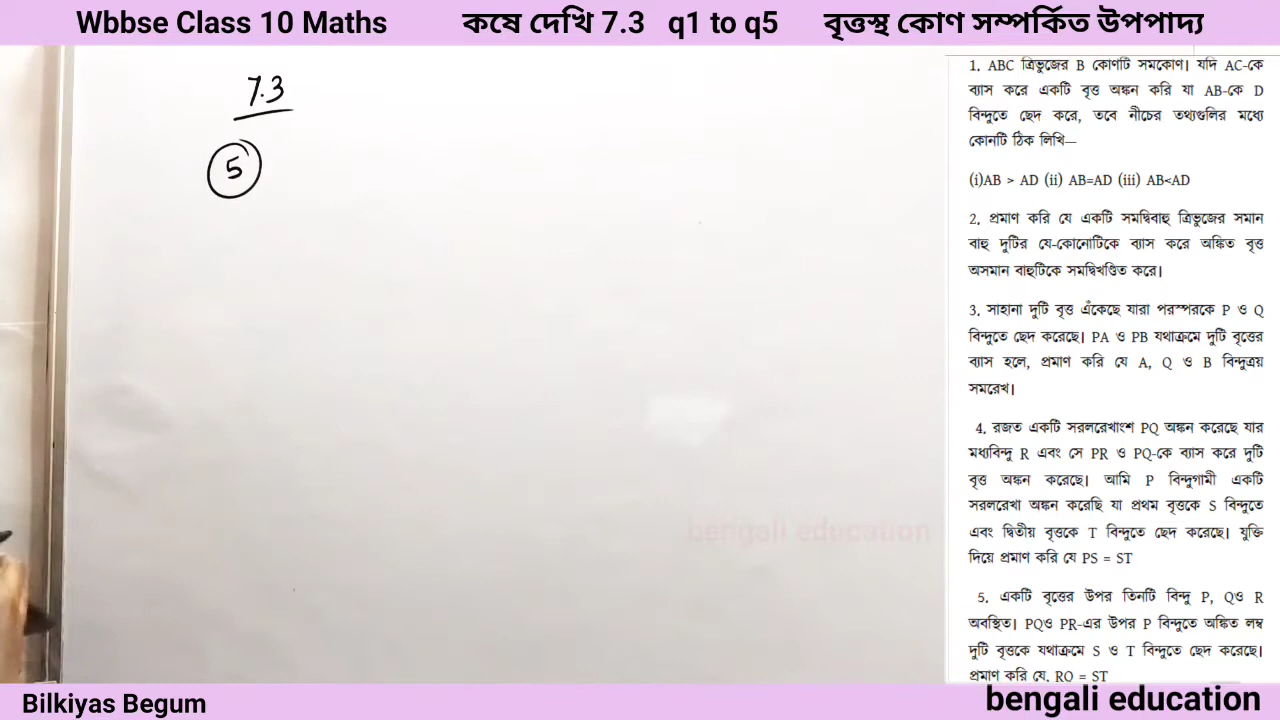 Wbbse Class 10 Maths কষে দেখি 7.3 q1 to q5 বৃত্তস্থ কোণ সম্পর্কিত উপপাদ্য
7.3
5
1. ABC ত্রিভুজের B কোণটি সমকোণ। যদি AC-কে
ব্যাস করে একটি বৃত্ত অঙ্কন করি যা AB-কে D
বিন্দুতে ছেদ করে, তবে নীচের তথ্যগুলির মধ্যে
কোনটি ঠিক লিখি—
(i)AB > AD (ii) AB=AD (iii) AB<AD
2. প্রমাণ করি যে একটি সমদ্বিবাহু ত্রিভুজের সমান
বাহু দুটির যে-কোনোটিকে ব্যাস করে অঙ্কিত বৃত্ত
অসমান বাহুটিকে সমদ্বিখণ্ডিত করে।
3. সাহানা দুটি বৃত্ত এঁকেছে যারা পরস্পরকে P ও Q
বিন্দুতে ছেদ করেছে। PA ও PB যথাক্রমে দুটি বৃত্তের
ব্যাস হলে, প্রমাণ করি যে A, Q ও B বিন্দুত্রয়
সমরেখ।
4. রজত একটি সরলরেখাংশ PQ অঙ্কন করেছে যার
মধ্যবিন্দু R এবং সে PR ও PQ-কে ব্যাস করে দুটি
বৃত্ত অঙ্কন করেছে। আমি P বিন্দুগামী একটি
সরলরেখা অঙ্কন করেছি যা প্রথম বৃত্তকে S বিন্দুতে
এবং দ্বিতীয় বৃত্তকে T বিন্দুতে ছেদ করেছে। যুক্তি
দিয়ে প্রমাণ করি যে PS = ST
5. একটি বৃত্তের উপর তিনটি বিন্দু P, Qও R
অবস্থিত। PQও PR-এর উপর P বিন্দুতে অঙ্কিত লম্ব
দুটি বৃত্তকে যথাক্রমে S ও T বিন্দুতে ছেদ করেছে।
প্রমাণ করি যে, RQ = ST
bengali education
Bilkiyas Begum
bengali education